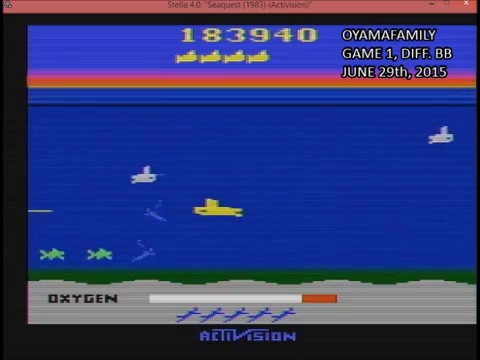 Stella 4.0: "Seaquest (1983) (Activision)"
183940
OYAMAFAMILY
GAME 1, DIFF. BB
JUNE 29th, 2015
OXYGEN
ACTIVISION